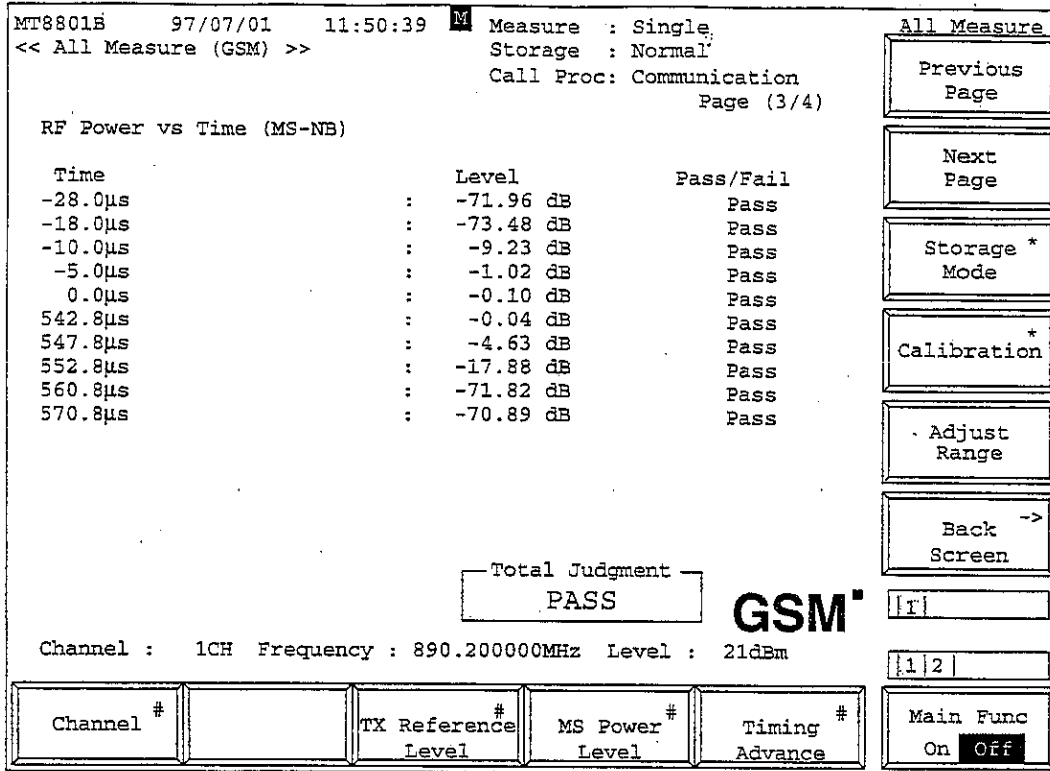 MT8801B 97/07/01 11:50:39 M Measure : Single
<< All Measure (GSM) >> Storage : Normal
Call Proc: Communication
Page (3/4)
RF Power vs Time (MS-NB)
Time Level Pass/Fail
-28.0µs : -71.96 dB Pass
-18.0µs : -73.48 dB Pass
-10.0µs : -9.23 dB Pass
-5.0µs : -1.02 dB Pass
0.0µs : -0.10 dB Pass
542.8µs : -0.04 dB Pass
547.8µs : -4.63 dB Pass
552.8µs : -17.88 dB Pass
560.8µs : -71.82 dB Pass
570.8µs : -70.89 dB Pass
Total Judgment
PASS
GSM
Channel : 1CH Frequency : 890.200000MHz Level : 21dBm
Channel #
TX Reference #
Level
MS Power #
Level
Timing #
Advance
All Measure
Previous
Page
Next
Page
Storage *
Mode
*
Calibration
Adjust
Range
->
Back
Screen
1 2
Main Func
On Off